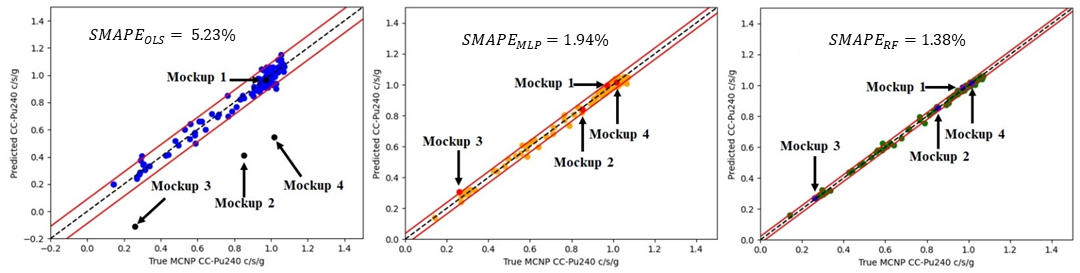 SMAPE_OLS = 5.23%
1.4
1.2
1.0
0.8
0.6
0.4
0.2
0.0
−0.2
Predicted CC-Pu240 c/s/g
Mockup 1
Mockup 3
Mockup 2
Mockup 4
−0.2 0.0 0.2 0.4 0.6 0.8 1.0 1.2 1.4
True MCNP CC-Pu240 c/s/g
SMAPE_MLP = 1.94%
1.4
1.2
1.0
0.8
0.6
0.4
0.2
0.0
Predicted CC-Pu240 c/s/g
Mockup 1
Mockup 3
Mockup 4
Mockup 2
0.0 0.2 0.4 0.6 0.8 1.0 1.2 1.4
True MCNP CC-Pu240 c/s/g
SMAPE_RF = 1.38%
1.4
1.2
1.0
0.8
0.6
0.4
0.2
0.0
Predicted CC-Pu240 c/s/g
Mockup 1
Mockup 4
Mockup 3
Mockup 2
0.0 0.2 0.4 0.6 0.8 1.0 1.2 1.4
True MCNP CC-Pu240 c/s/g